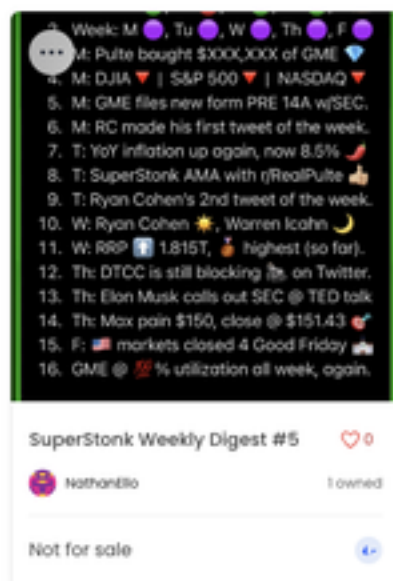 Week: M 🟣, Tu 🟣, W 🟣, Th 🟣, F 🟣
M: Pulte bought $XXX,XXX of GME 💎
4. M: DJIA 🔻 | S&P 500 🔻 | NASDAQ 🔻
5. M: GME files new form PRE 14A w/SEC.
6. M: RC made his first tweet of the week.
7. T: YoY inflation up again, now 8.5% 🌶️
8. T: SuperStonk AMA with r/RealPulte 👍🏼
9. T: Ryan Cohen's 2nd tweet of the week.
10. W: Ryan Cohen ☀️, Warren Icahn 🌙
11. W: RRP ⬆️ 1.815T, 🥉 highest (so far).
12. Th: DTCC is still blocking 🦍 on Twitter.
13. Th: Elon Musk calls out SEC @ TED talk
14. Th: Max pain $150, close @ $151.43 🎯
15. F: 🇺🇸 markets closed 4 Good Friday
16. GME @ 💯% utilization all week, again.
SuperStonk Weekly Digest #5 0
NathanEllo 1 owned
Not for sale